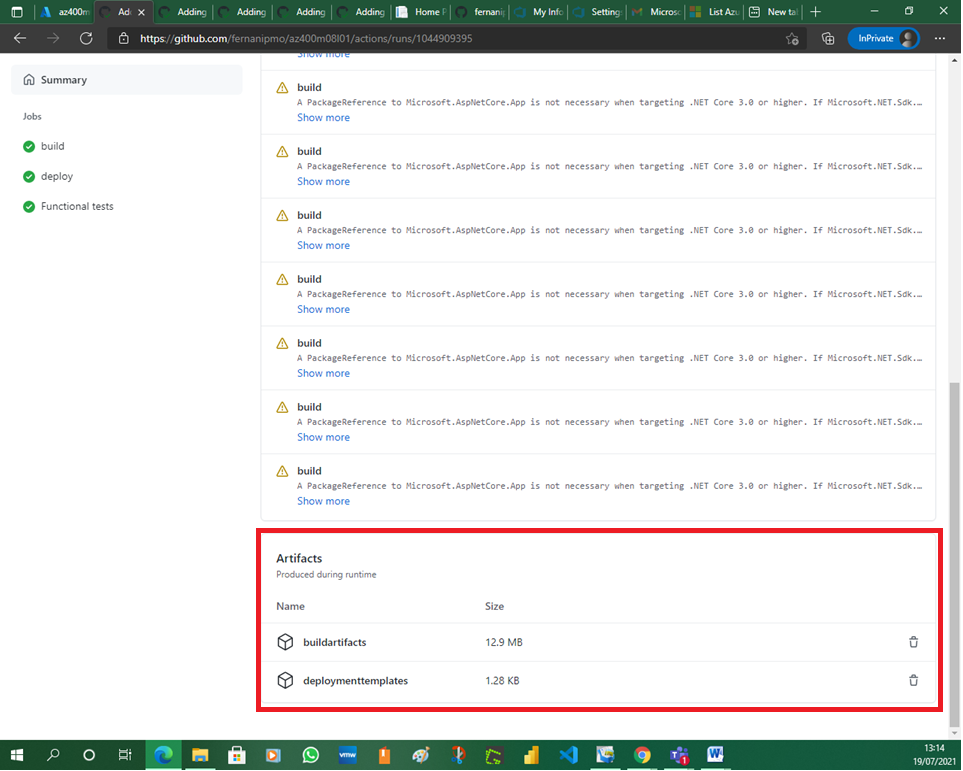 az400m
Ad
Adding
Adding
Adding
Adding
Home P
fernanip
My Info
Setting
Microso
List Azu
New tal
https://github.com/fernanipmo/az400m08l01/actions/runs/1044909395
InPrivate
Summary
Jobs
build
deploy
Functional tests
Show more
build
A PackageReference to Microsoft.AspNetCore.App is not necessary when targeting .NET Core 3.0 or higher. If Microsoft.NET.Sdk.…
Show more
build
A PackageReference to Microsoft.AspNetCore.App is not necessary when targeting .NET Core 3.0 or higher. If Microsoft.NET.Sdk.…
Show more
build
A PackageReference to Microsoft.AspNetCore.App is not necessary when targeting .NET Core 3.0 or higher. If Microsoft.NET.Sdk.…
Show more
build
A PackageReference to Microsoft.AspNetCore.App is not necessary when targeting .NET Core 3.0 or higher. If Microsoft.NET.Sdk.…
Show more
build
A PackageReference to Microsoft.AspNetCore.App is not necessary when targeting .NET Core 3.0 or higher. If Microsoft.NET.Sdk.…
Show more
build
A PackageReference to Microsoft.AspNetCore.App is not necessary when targeting .NET Core 3.0 or higher. If Microsoft.NET.Sdk.…
Show more
build
A PackageReference to Microsoft.AspNetCore.App is not necessary when targeting .NET Core 3.0 or higher. If Microsoft.NET.Sdk.…
Show more
Artifacts
Produced during runtime
Name Size
buildartifacts 12.9 MB
deploymenttemplates 1.28 KB
vmw
1
13:14
19/07/2021